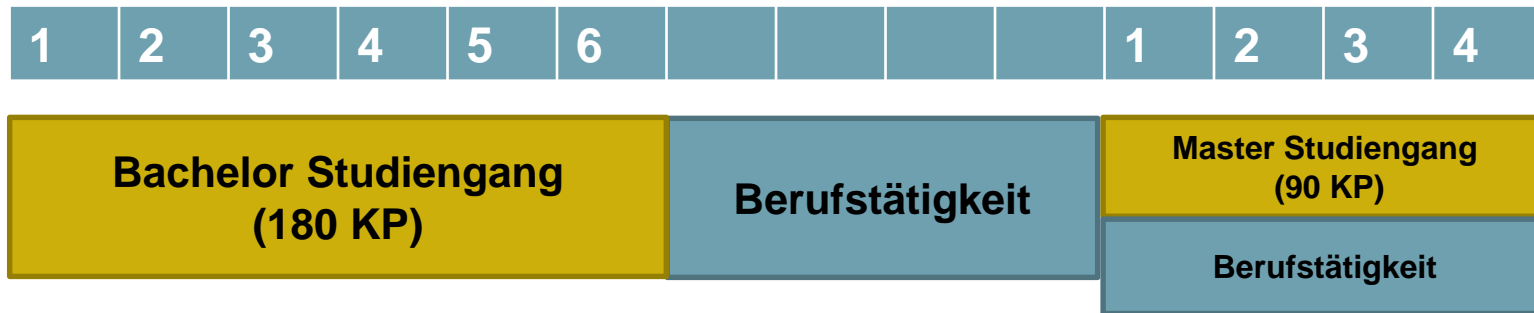 1 2 3 4 5 6 1 2 3 4
Bachelor Studiengang
(180 KP)
Berufstätigkeit
Master Studiengang
(90 KP)
Berufstätigkeit